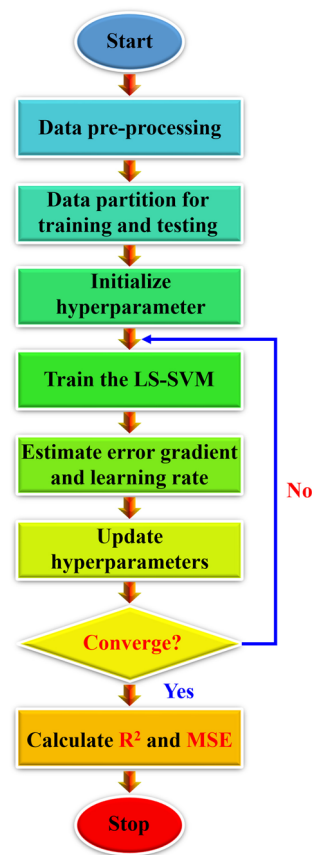 Start
Data pre-processing
Data partition for
training and testing
Initialize
hyperparameter
Train the LS-SVM
Estimate error gradient
and learning rate
No
Update
hyperparameters
Converge?
Yes
Calculate R² and MSE
Stop